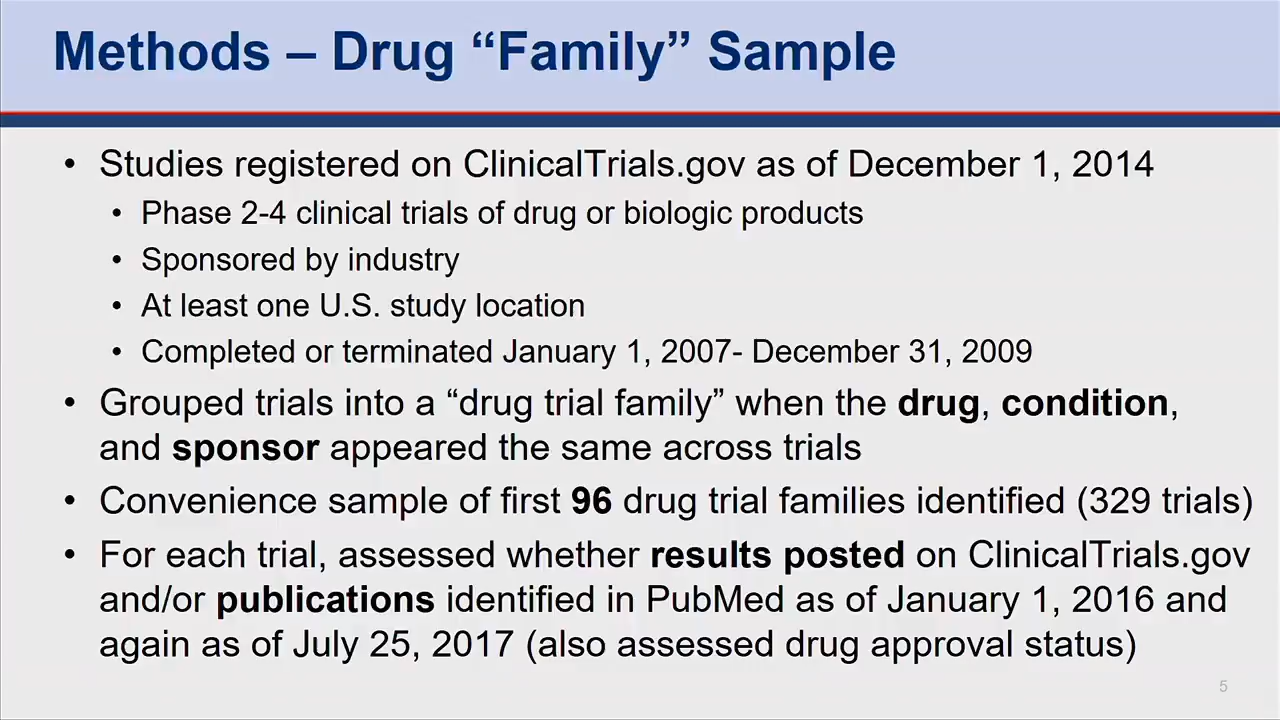 Methods – Drug “Family” Sample
• Studies registered on ClinicalTrials.gov as of December 1, 2014
• Phase 2-4 clinical trials of drug or biologic products
• Sponsored by industry
• At least one U.S. study location
• Completed or terminated January 1, 2007- December 31, 2009
• Grouped trials into a “drug trial family” when the drug, condition,
and sponsor appeared the same across trials
• Convenience sample of first 96 drug trial families identified (329 trials)
• For each trial, assessed whether results posted on ClinicalTrials.gov
and/or publications identified in PubMed as of January 1, 2016 and
again as of July 25, 2017 (also assessed drug approval status)
5